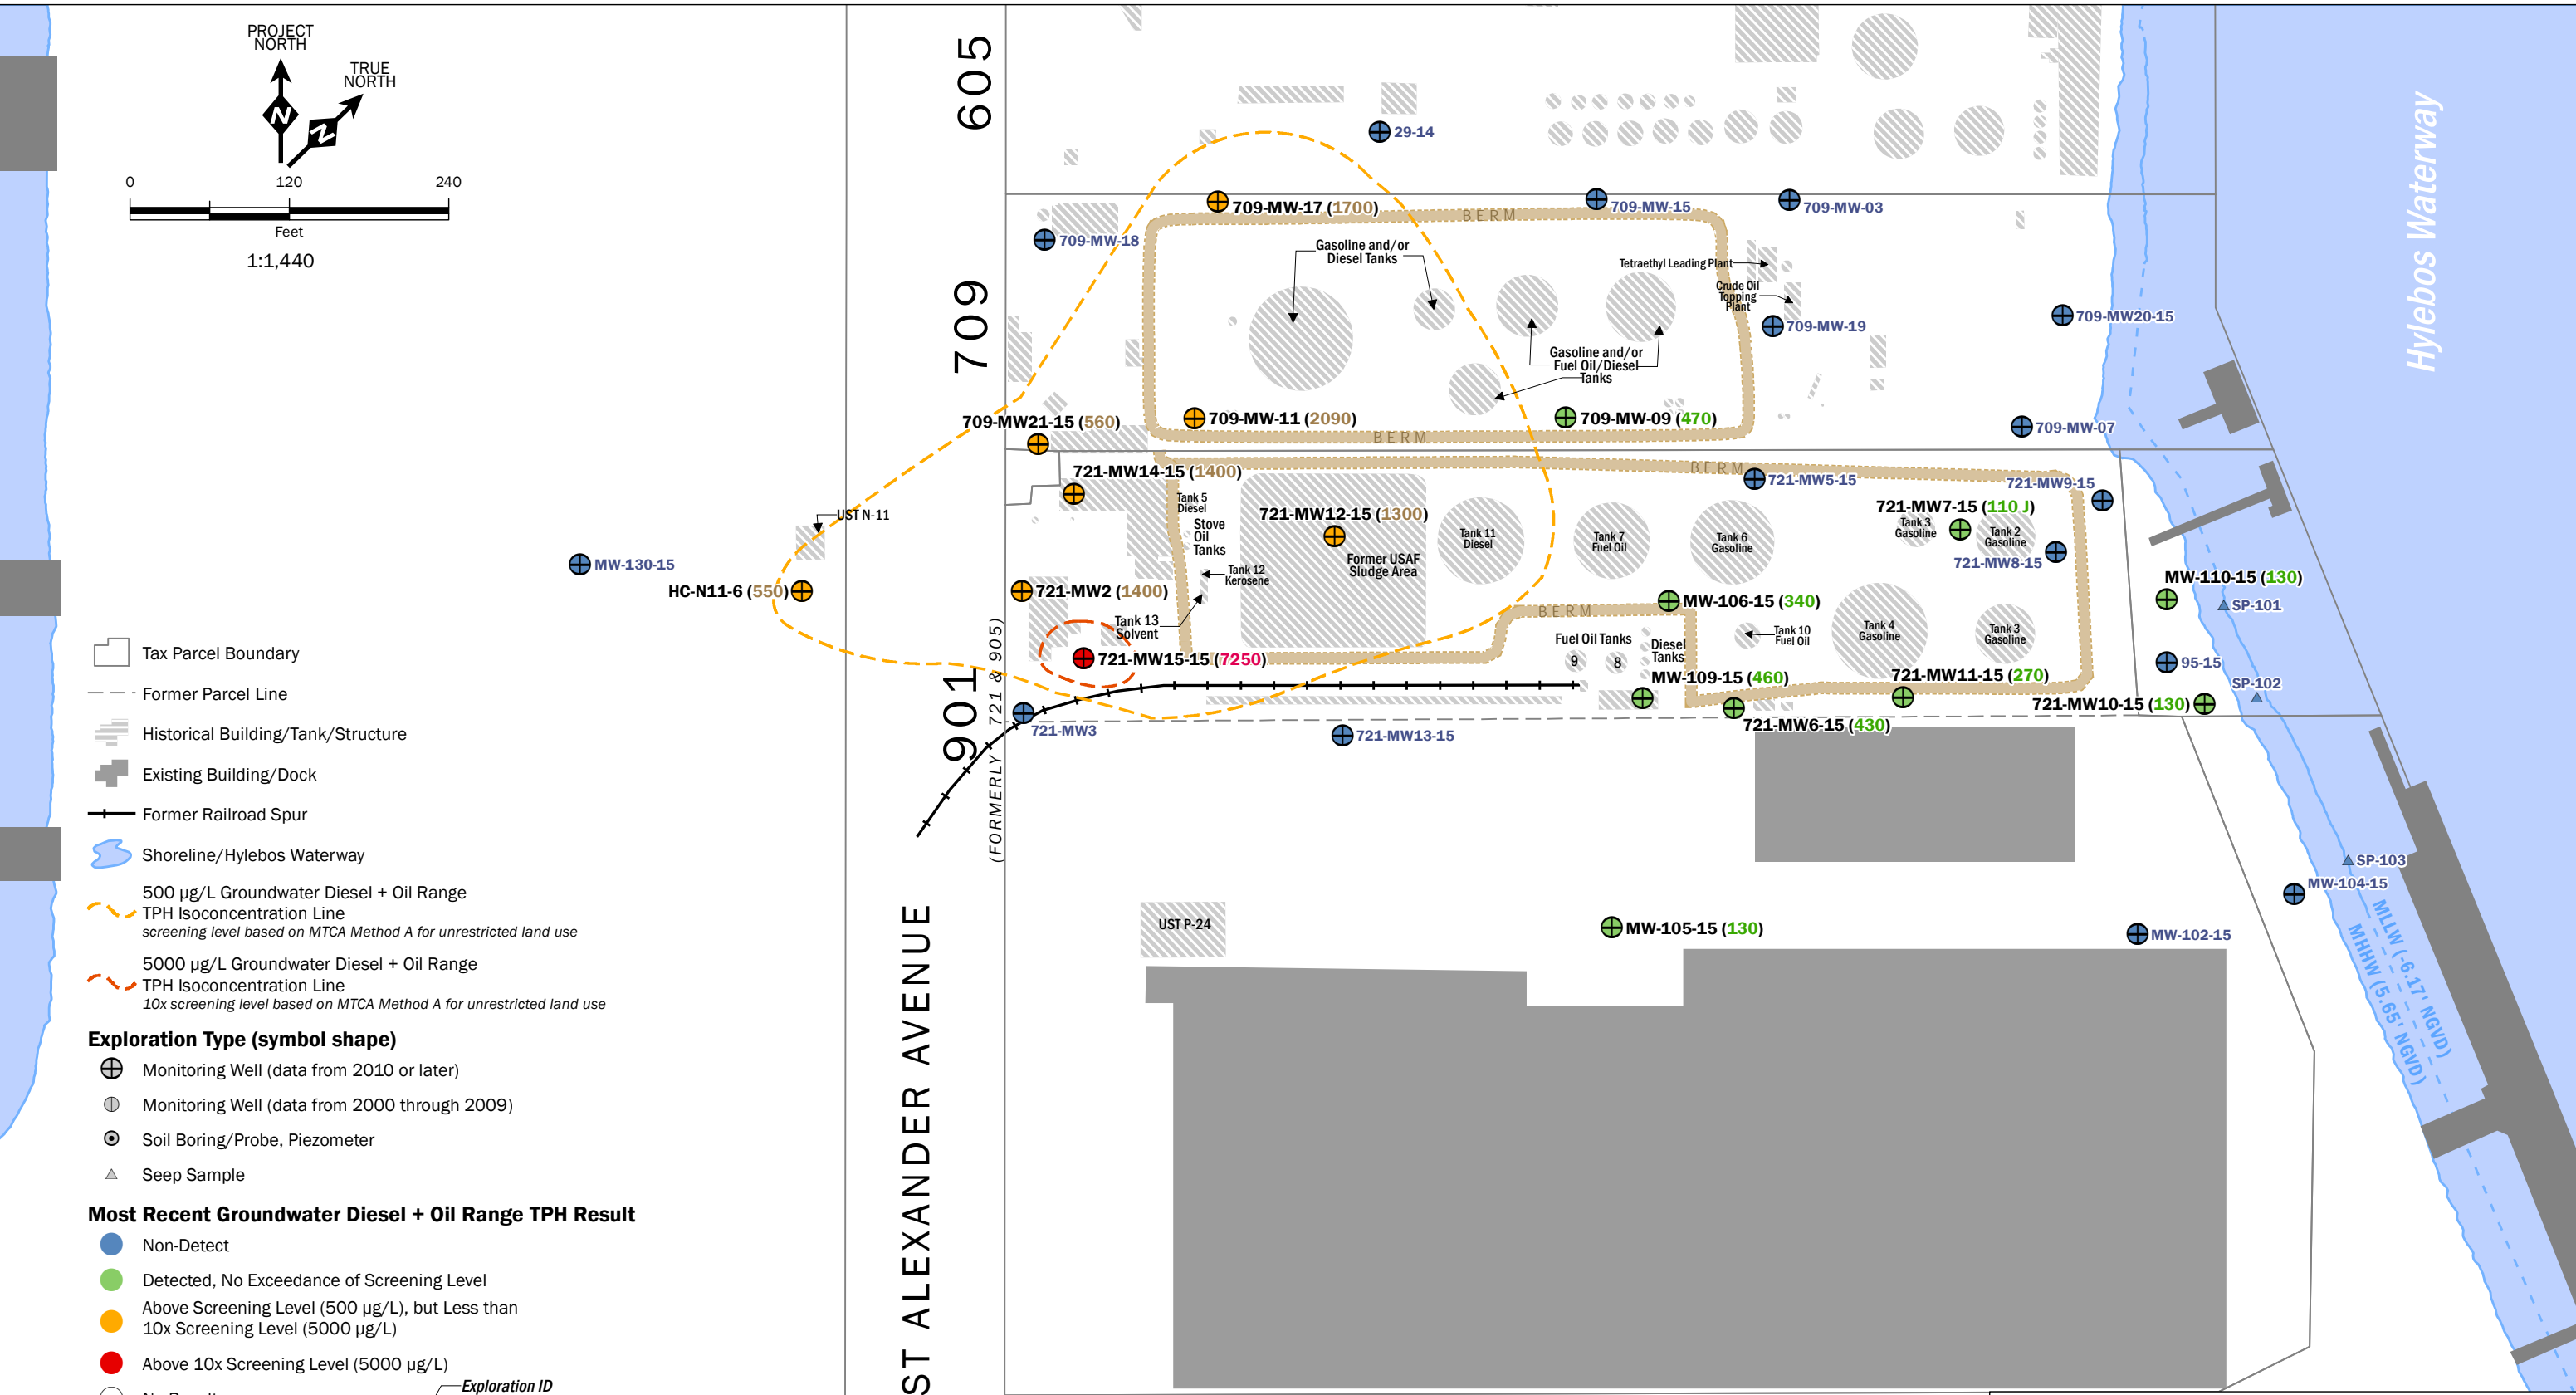 PROJECT
NORTH
TRUE
NORTH
N
N
0 120 240
Feet
1:1,440
605
709
901
(FORMERLY 721 & 905)
ST ALEXANDER AVENUE
Hylebos Waterway
29-14
709-MW-17 (1700)
709-MW-15
709-MW-03
709-MW-18
BERM
Gasoline and/or
Diesel Tanks
Tetraethyl Leading Plant
Crude Oil
Topping
Plant
709-MW-19
709-MW20-15
Gasoline and/or
Fuel Oil/Diesel
Tanks
709-MW21-15 (560)
709-MW-11 (2090)
709-MW-09 (470)
709-MW-07
BERM
BERM
721-MW14-15 (1400)
721-MW5-15
721-MW9-15
Tank 5
Diesel
Stove
Oil
Tanks
721-MW12-15 (1300)
721-MW7-15 (110 J)
UST N-11
Tank 11
Diesel
Tank 7
Fuel Oil
Tank 6
Gasoline
Tank 3
Gasoline
Tank 2
Gasoline
Former USAF
Sludge Area
721-MW8-15
MW-130-15
Tank 12
Kerosene
HC-N11-6 (550)
721-MW2 (1400)
MW-110-15 (130)
SP-101
BERM
MW-106-15 (340)
Tank 13
Solvent
Fuel Oil Tanks
9
8
Diesel
Tanks
Tank 10
Fuel Oil
Tank 4
Gasoline
Tank 3
Gasoline
721-MW15-15 (7250)
95-15
MW-109-15 (460)
721-MW11-15 (270)
SP-102
721-MW10-15 (130)
721-MW3
721-MW13-15
721-MW6-15 (430)
SP-103
MW-104-15
UST P-24
MW-105-15 (130)
MW-102-15
MLLW (-6.17' NGVD)
MHHW (5.65' NGVD)
Tax Parcel Boundary
Former Parcel Line
Historical Building/Tank/Structure
Existing Building/Dock
Former Railroad Spur
Shoreline/Hylebos Waterway
500 µg/L Groundwater Diesel + Oil Range
TPH Isoconcentration Line
screening level based on MTCA Method A for unrestricted land use
5000 µg/L Groundwater Diesel + Oil Range
TPH Isoconcentration Line
10x screening level based on MTCA Method A for unrestricted land use
Exploration Type (symbol shape)
Monitoring Well (data from 2010 or later)
Monitoring Well (data from 2000 through 2009)
Soil Boring/Probe, Piezometer
Seep Sample
Most Recent Groundwater Diesel + Oil Range TPH Result
Non-Detect
Detected, No Exceedance of Screening Level
Above Screening Level (500 µg/L), but Less than
10x Screening Level (5000 µg/L)
Above 10x Screening Level (5000 µg/L)
Exploration ID